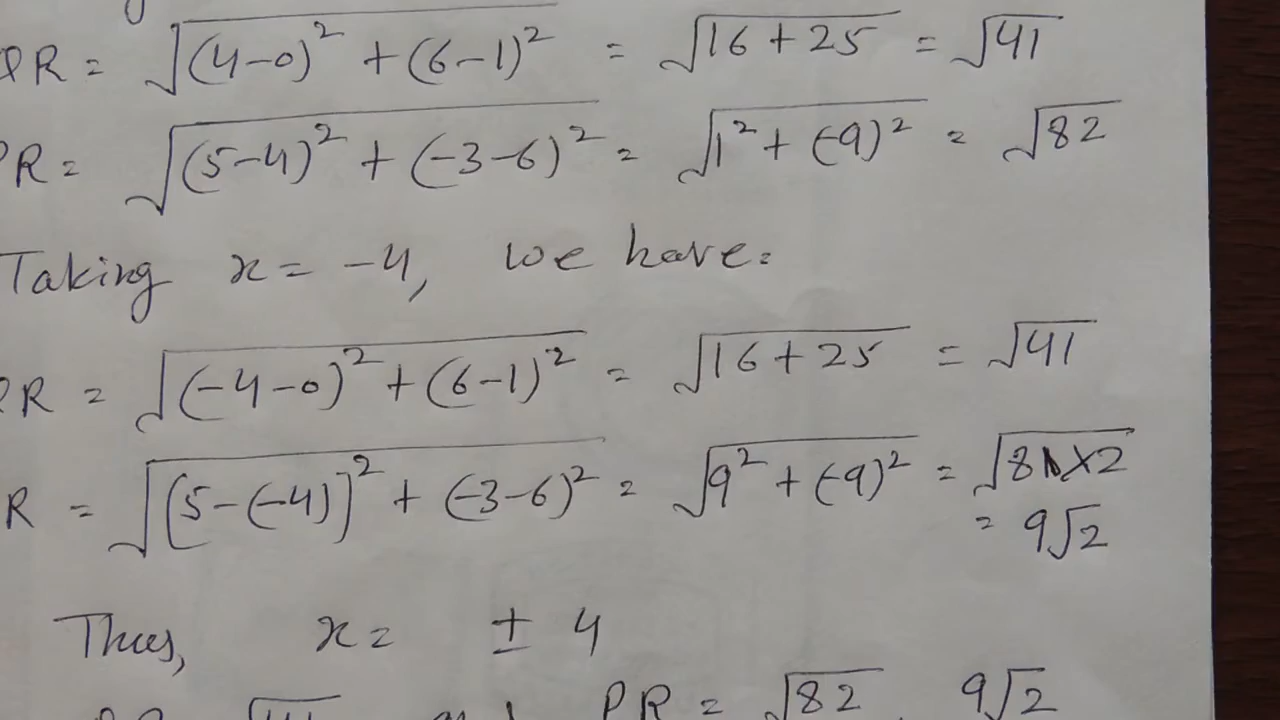 QR = √(4-0)² + (6-1)² = √16 + 25 = √41
PR = √(5-4)² + (-3-6)² = √1² + (-9)² = √82
Taking x = -4, we have:
QR = √(-4-0)² + (6-1)² = √16 + 25 = √41
R = √[5-(-4)]² + (-3-6)² = √9² + (-9)² = √81×2
= 9√2
Thus, x = ± 4
PR = √82, 9√2